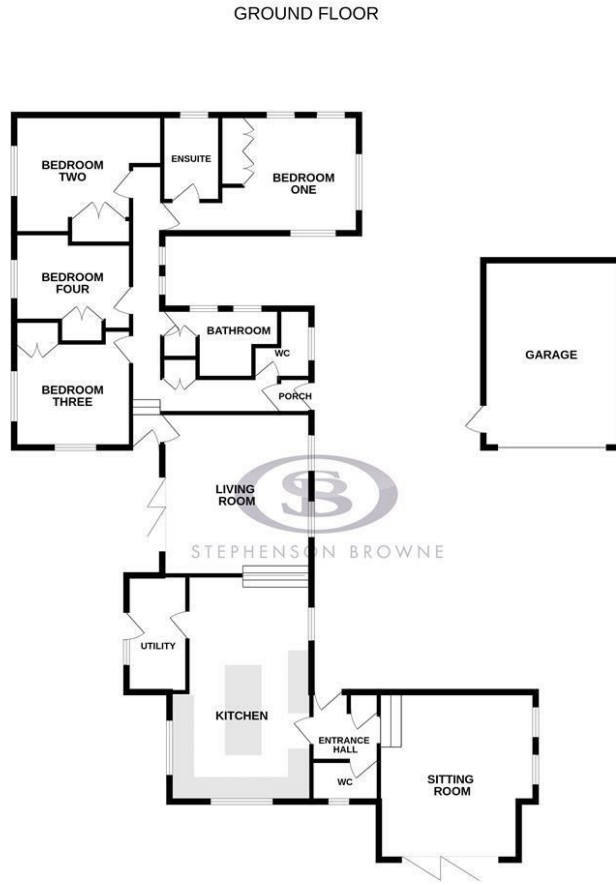 GROUND FLOOR
BEDROOM
TWO
ENSUITE
BEDROOM
ONE
BEDROOM
FOUR
BATHROOM
WC
GARAGE
BEDROOM
THREE
PORCH
LIVING
ROOM
SB
STEPHENSON BROWNE
UTILITY
KITCHEN
ENTRANCE
HALL
WC
SITTING
ROOM